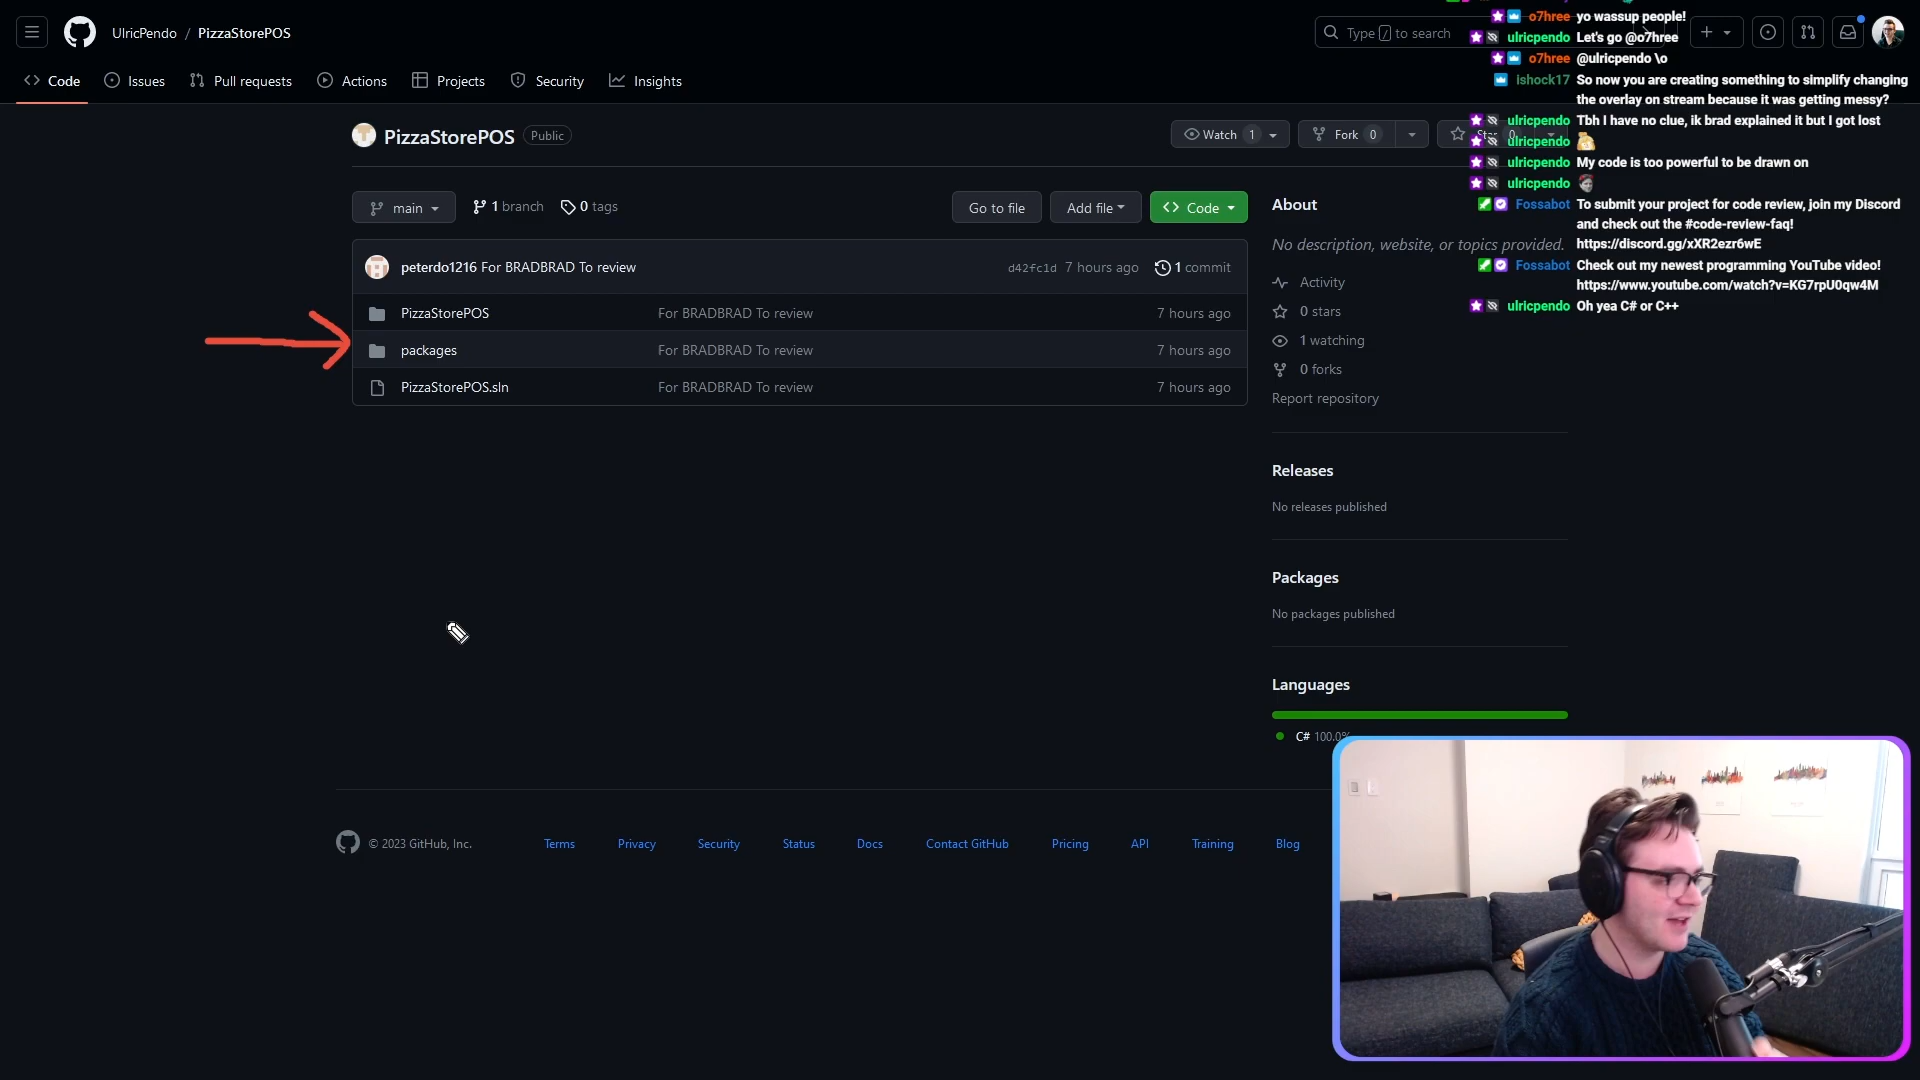 UlricPendo / PizzaStorePOS
Type / to search
Code
Issues
Pull requests
Actions
Projects
Security
Insights
PizzaStorePOS Public
Watch 1
Fork 0
main
1 branch
0 tags
Go to file
Add file
Code
peterdo1216 For BRADBRAD To review
d42fc1d 7 hours ago
1 commit
PizzaStorePOS For BRADBRAD To review 7 hours ago
packages For BRADBRAD To review 7 hours ago
PizzaStorePOS.sln For BRADBRAD To review 7 hours ago
About
No description, website, or topics provided.
Activity
0 stars
1 watching
0 forks
Report repository
Releases
No releases published
Packages
No packages published
Languages
C# 100.0%
o7hree yo wassup people!
ulricpendo Let's go @o7hree
o7hree @ulricpendo \o
ishock17 So now you are creating something to simplify changing
the overlay on stream because it was getting messy?
ulricpendo Tbh I have no clue, ik brad explained it but I got lost
ulricpendo
ulricpendo My code is too powerful to be drawn on
ulricpendo
Fossabot To submit your project for code review, join my Discord
and check out the #code-review-faq!
https://discord.gg/xXR2ezr6wE
Fossabot Check out my newest programming YouTube video!
https://www.youtube.com/watch?v=KG7rpU0qw4M
ulricpendo Oh yea C# or C++
© 2023 GitHub, Inc.
Terms
Privacy
Security
Status
Docs
Contact GitHub
Pricing
API
Training
Blog